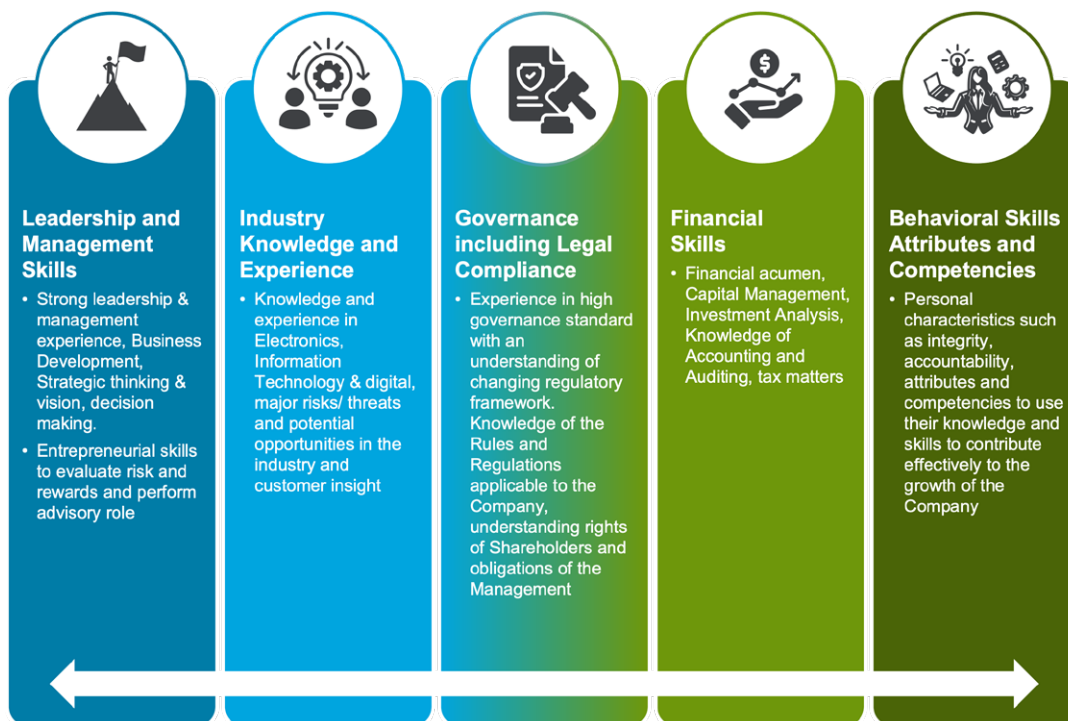 Leadership and
Management
Skills
• Strong leadership &
management
experience, Business
Development,
Strategic thinking &
vision, decision
making.
• Entrepreneurial skills
to evaluate risk and
rewards and perform
advisory role
Industry
Knowledge and
Experience
• Knowledge and
experience in
Electronics,
Information
Technology & digital,
major risks/ threats
and potential
opportunities in the
industry and
customer insight
Governance
including Legal
Compliance
• Experience in high
governance standard
with an
understanding of
changing regulatory
framework.
Knowledge of the
Rules and
Regulations
applicable to the
Company,
understanding rights
of Shareholders and
obligations of the
Management
$
Financial
Skills
• Financial acumen,
Capital Management,
Investment Analysis,
Knowledge of
Accounting and
Auditing, tax matters
Behavioral Skills
Attributes and
Competencies
• Personal
characteristics such
as integrity,
accountability,
attributes and
competencies to use
their knowledge and
skills to contribute
effectively to the
growth of the
Company